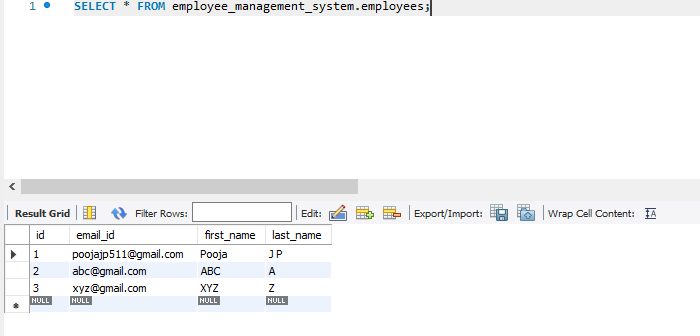 1 SELECT * FROM employee_management_system.employees;
Result Grid Filter Rows: Edit: Export/Import: Wrap Cell Content: IA
id email_id first_name last_name
1 poojajp511@gmail.com Pooja J P
2 abc@gmail.com ABC A
3 xyz@gmail.com XYZ Z
NULL NULL NULL NULL